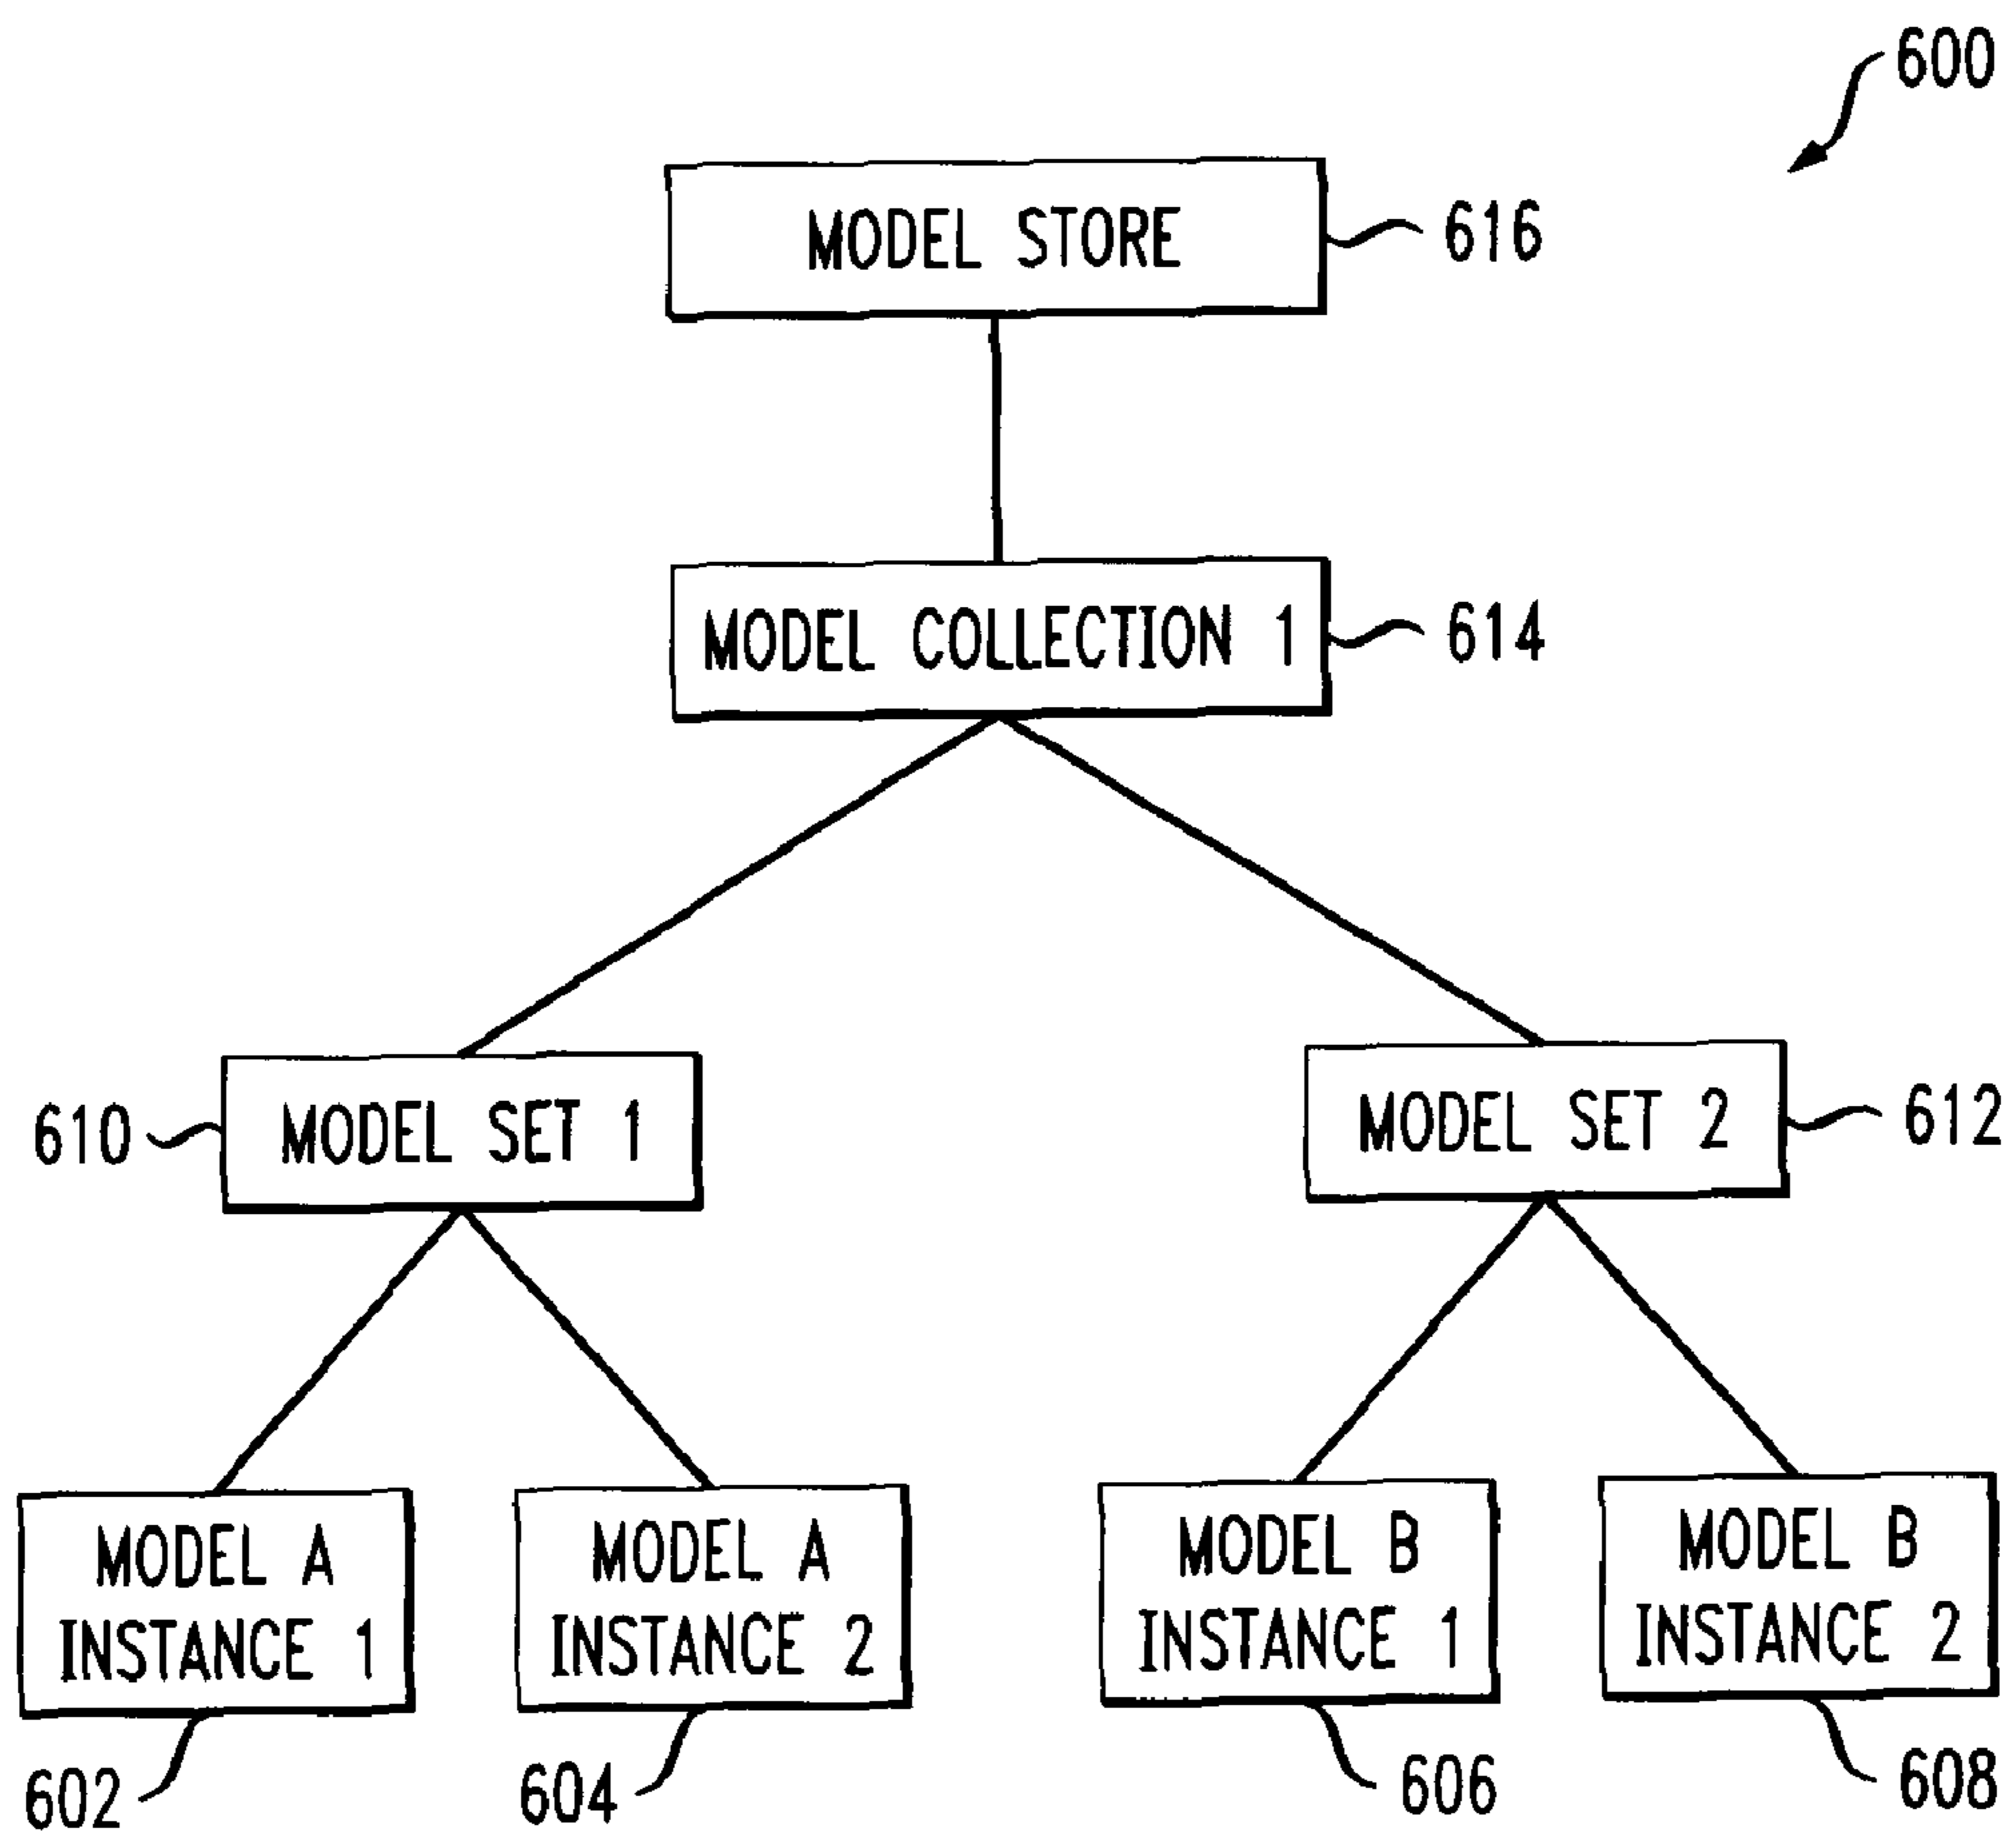 600
MODEL STORE
616
MODEL COLLECTION 1
614
610
MODEL SET 1
MODEL SET 2
612
MODEL A
INSTANCE 1
MODEL A
INSTANCE 2
MODEL B
INSTANCE 1
MODEL B
INSTANCE 2
602
604
606
608